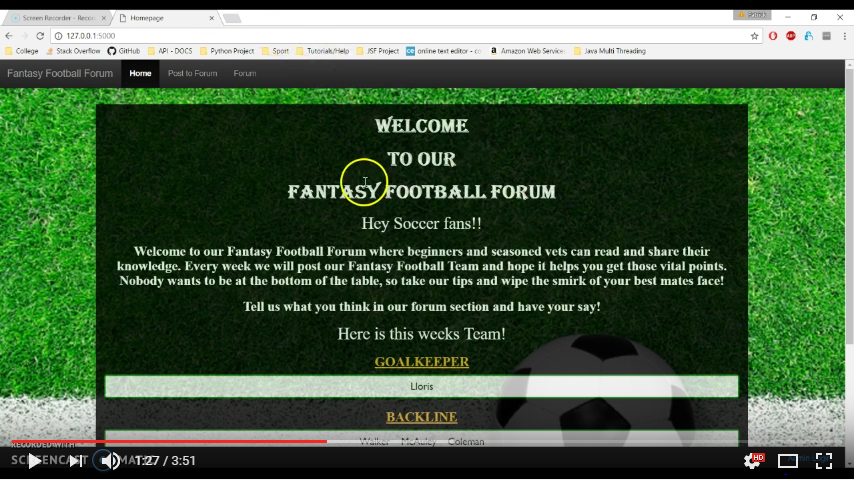 Screen Recorder - Record
Homepage
Patrick
127.0.0.1:5000
College
Stack Overflow
GitHub
API - DOCS
Python Project
Sport
Tutorials/Help
JSF Project
online text editor - co
Amazon Web Service
Java Multi Threading
Fantasy Football Forum
Home
Post to Forum
Forum
WELCOME
TO OUR
FANTASY FOOTBALL FORUM
Hey Soccer fans!!
Welcome to our Fantasy Football Forum where beginners and seasoned vets can read and share their
knowledge. Every week we will post our Fantasy Football Team and hope it helps you get those vital points.
Nobody wants to be at the bottom of the table, so take our tips and wipe the smirk of your best mates face!
Tell us what you think in our forum section and have your say!
Here is this weeks Team!
GOALKEEPER
Lloris
BACKLINE
Walker McAuley Coleman
RECORDED WITH
SCREENCAST MATIC
1:27 / 3:51
HD